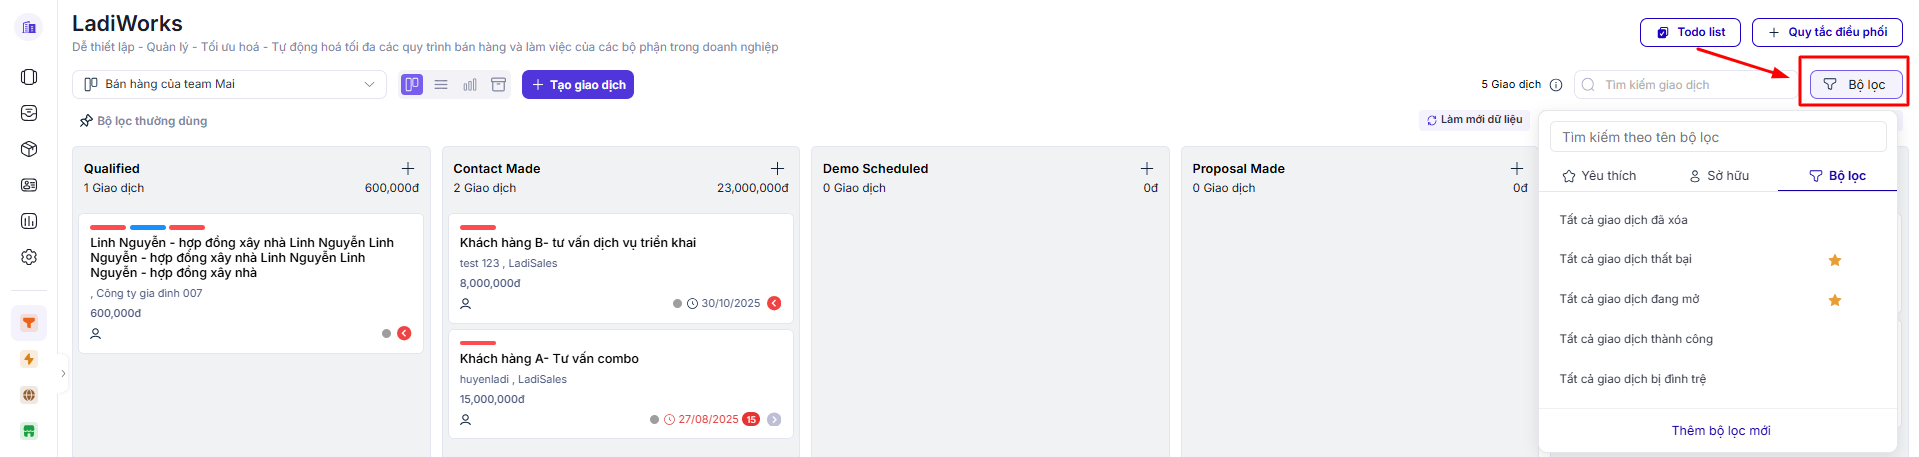 LadiWorks
Dễ thiết lập - Quản lý - Tối ưu hoá - Tự động hoá tối đa các quy trình bán hàng và làm việc của các bộ phận trong doanh nghiệp
Todo list
Quy tắc điều phối
Bán hàng của team Mai
Tạo giao dịch
5 Giao dịch
Tìm kiếm giao dịch
Bộ lọc
Bộ lọc thường dùng
Làm mới dữ liệu
Qualified
1 Giao dịch
600,000đ
Linh Nguyễn - hợp đồng xây nhà Linh Nguyễn Linh
Nguyễn - hợp đồng xây nhà Linh Nguyễn Linh
Nguyễn - hợp đồng xây nhà
, Công ty gia đình 007
600,000đ
Contact Made
2 Giao dịch
23,000,000đ
Khách hàng B- tư vấn dịch vụ triển khai
test 123 , LadiSales
8,000,000đ
30/10/2025
Khách hàng A- Tư vấn combo
huyenladi , LadiSales
15,000,000đ
27/08/2025
15
Demo Scheduled
0 Giao dịch
0đ
Proposal Made
0 Giao dịch
0đ
Tìm kiếm theo tên bộ lọc
Yêu thích
Sở hữu
Bộ lọc
Tất cả giao dịch đã xóa
Tất cả giao dịch thất bại
Tất cả giao dịch đang mở
Tất cả giao dịch thành công
Tất cả giao dịch bị đình trệ
Thêm bộ lọc mới